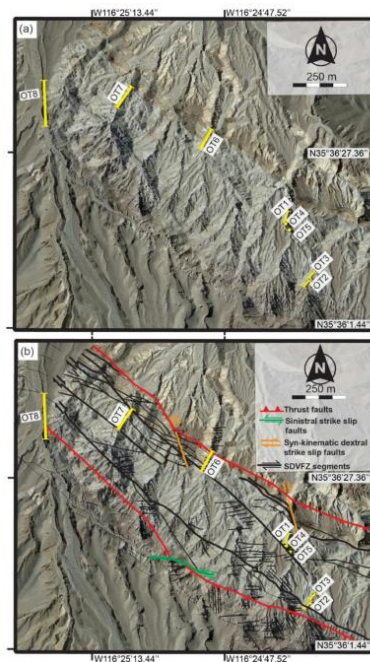 W116°25'13.44" W116°24'47.52"
(a)
N
250 m
OT8
OT7
OT6
N35°36'27.36"
OT1
OT4
OT5
OT3
OT2
N35°36'1.44"
(b)
N
250 m
Thrust faults
Sinistral strike slip
faults
Syn-kinematic dextral
strike slip faults
SDVFZ segments
OT8
OT7
OT6
N35°36'27.36"
OT1
OT4
OT5
OT3
OT2
N35°36'1.44"
W116°25'13.44" W116°24'47.52"